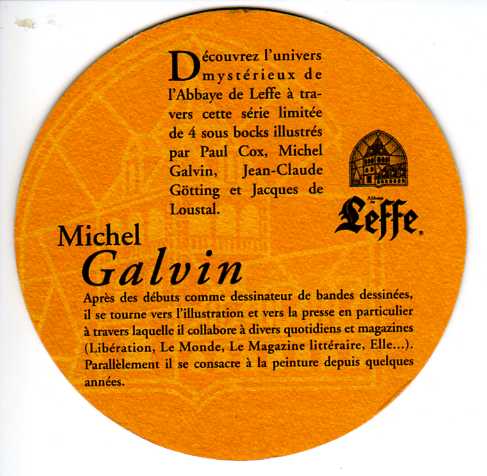 Découvrez l'univers
mystérieux de
l'Abbaye de Leffe à tra-
vers cette série limitée
de 4 sous bocks illustrés
par Paul Cox, Michel
Galvin, Jean-Claude
Götting et Jacques de
Loustal.
Abbaye
de
Leffe®
Michel
Galvin
Après des débuts comme dessinateur de bandes dessinées,
il se tourne vers l'illustration et vers la presse en particulier
à travers laquelle il collabore à divers quotidiens et magazines
(Libération, Le Monde, Le Magazine littéraire, Elle...).
Parallèlement il se consacre à la peinture depuis quelques
années.